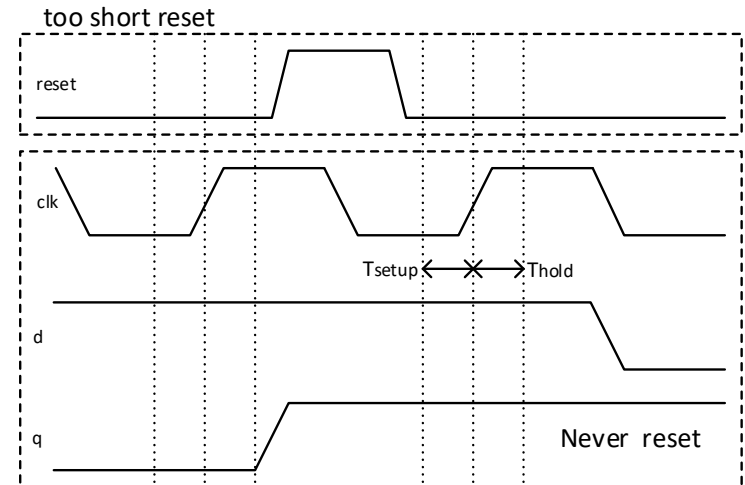 too short reset
reset
clk
Tsetup Thold
d
q
Never reset